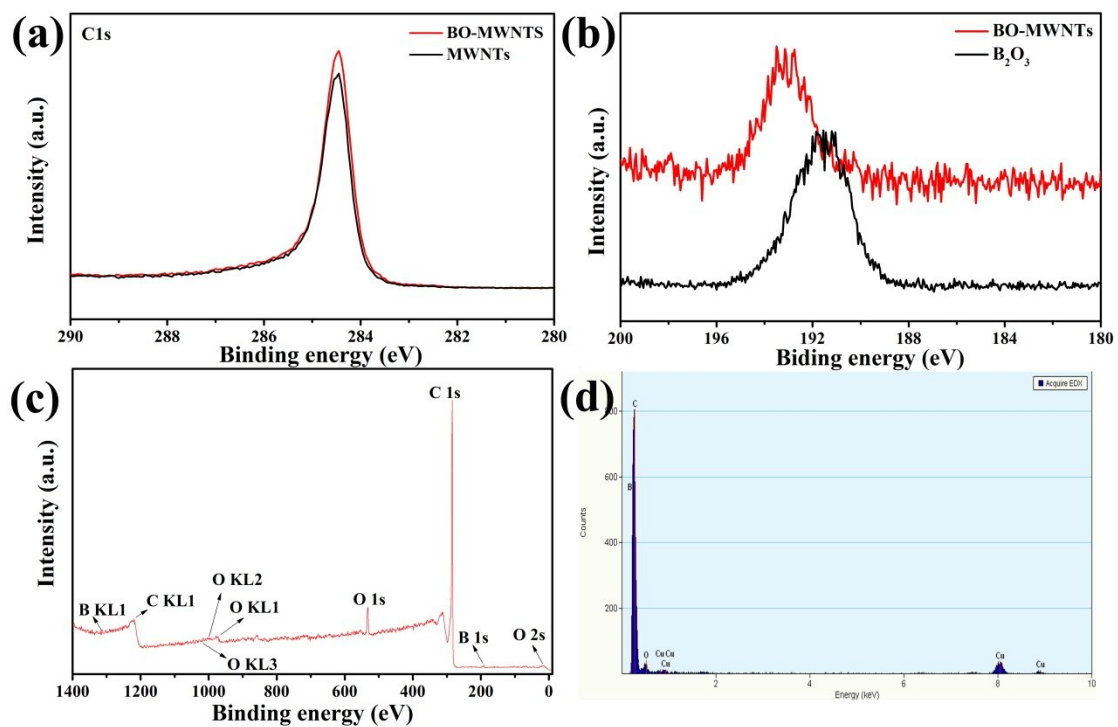 (a)
C1s
BO-MWNTS
MWNTs
Intensity (a.u.)
290 288 286 284 282 280
Binding energy (eV)
(b)
BO-MWNTs
B₂O₃
Intensity (a.u.)
200 196 192 188 184 180
Biding energy (eV)
(c)
C 1s
Intensity (a.u.)
B KL1
C KL1
O KL2
O KL1
O KL3
O 1s
B 1s
O 2s
1400 1200 1000 800 600 400 200 0
Binding energy (eV)
(d)
Acquire EDX
C
B
O
Cu Cu
Cu
Cu
Cu
800
600
400
200
Counts
2 4 6 8 10
Energy (keV)